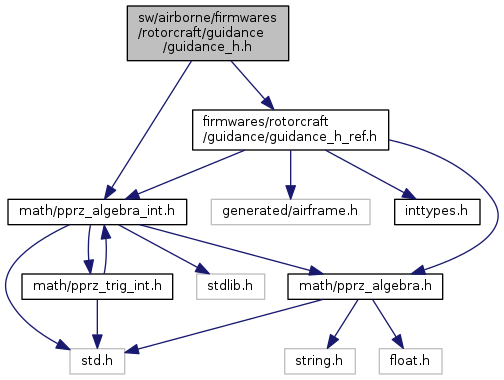 sw/airborne/firmwares
/rotorcraft/guidance
/guidance_h.h
firmwares/rotorcraft
/guidance/guidance_h_ref.h
math/pprz_algebra_int.h
generated/airframe.h
inttypes.h
math/pprz_trig_int.h
stdlib.h
math/pprz_algebra.h
std.h
string.h
float.h